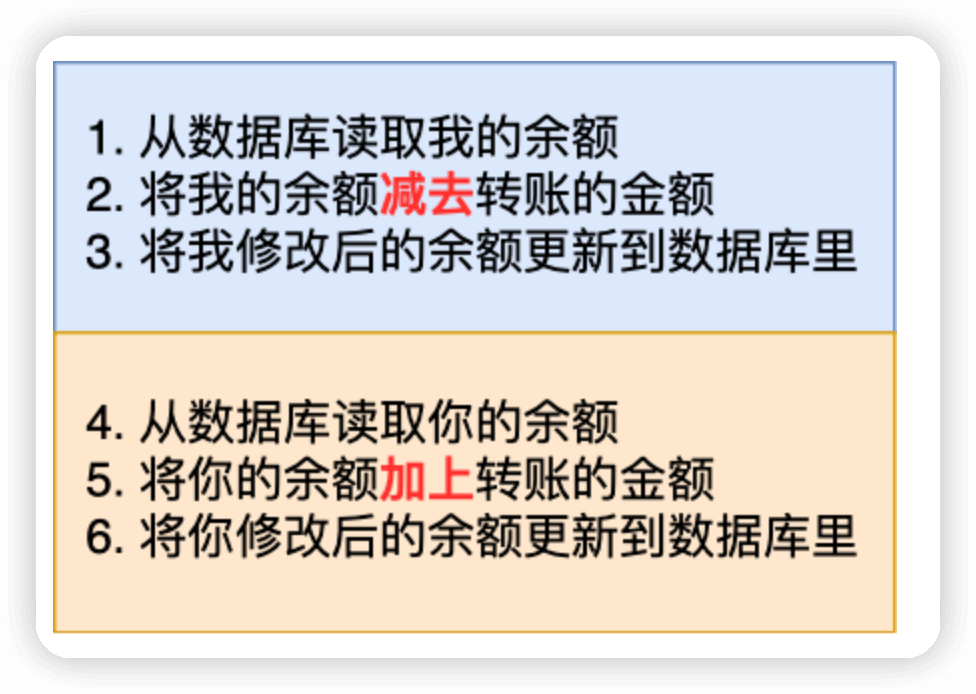 1. 从数据库读取我的余额
2. 将我的余额减去转账的金额
3. 将我修改后的余额更新到数据库里
4. 从数据库读取你的余额
5. 将你的余额加上转账的金额
6. 将你修改后的余额更新到数据库里